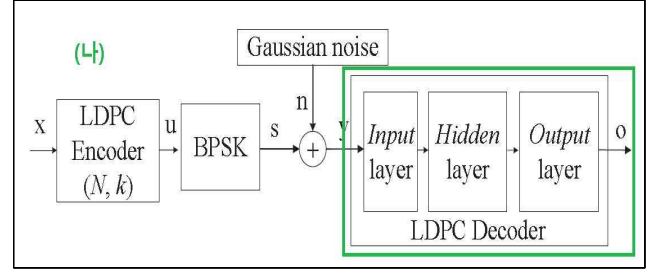 (나)
Gaussian noise
n
x
LDPC
Encoder
(N, k)
u
BPSK
s
+
y
Input
layer
Hidden
layer
Output
layer
o
LDPC Decoder